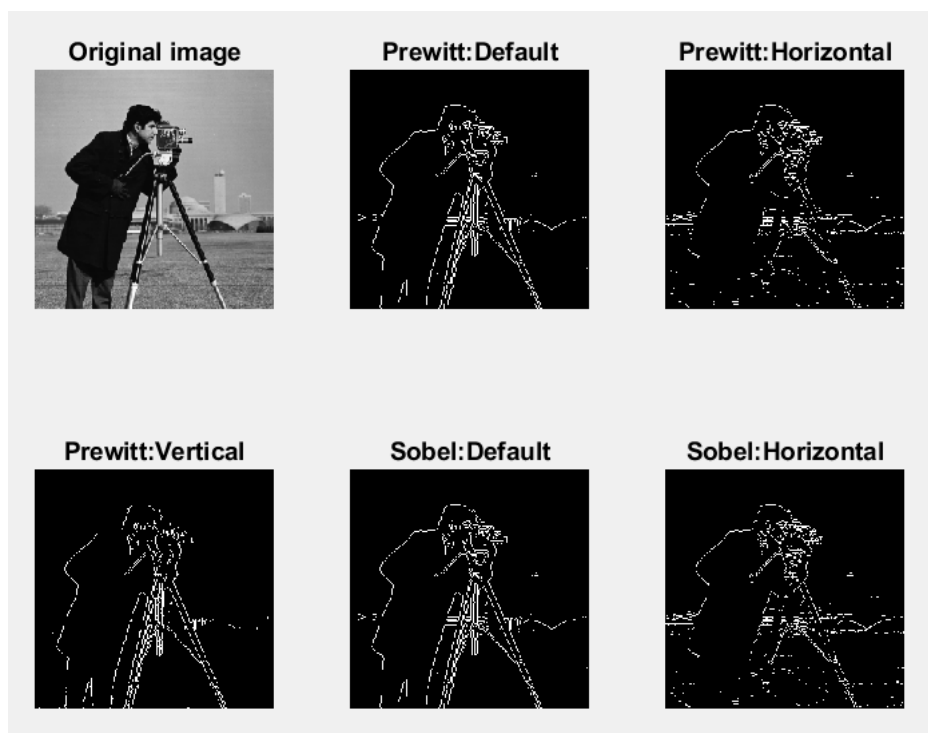 Original image
Prewitt:Default
Prewitt:Horizontal
Prewitt:Vertical
Sobel:Default
Sobel:Horizontal